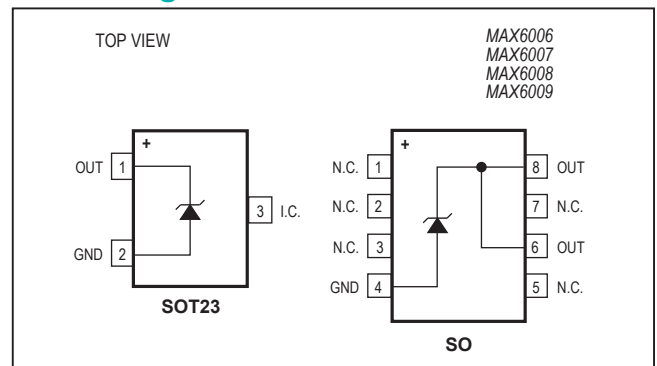 TOP VIEW
MAX6006
MAX6007
MAX6008
MAX6009
+
OUT 1
3 I.C.
GND 2
SOT23
+
N.C. 1
8 OUT
N.C. 2
7 N.C.
N.C. 3
6 OUT
GND 4
5 N.C.
SO